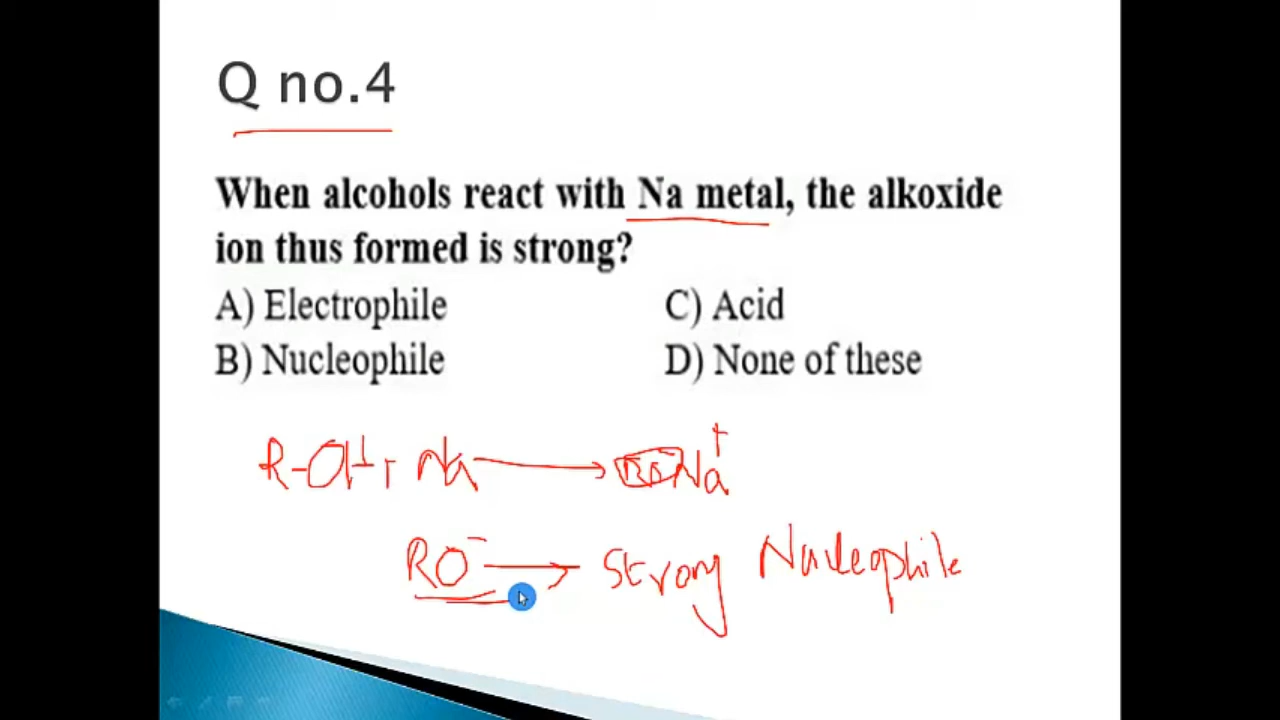 Q no.4
When alcohols react with Na metal, the alkoxide
ion thus formed is strong?
A) Electrophile C) Acid
B) Nucleophile D) None of these
R-OH + Na → Na⁺
RO⁻ → Strong Nucleophile